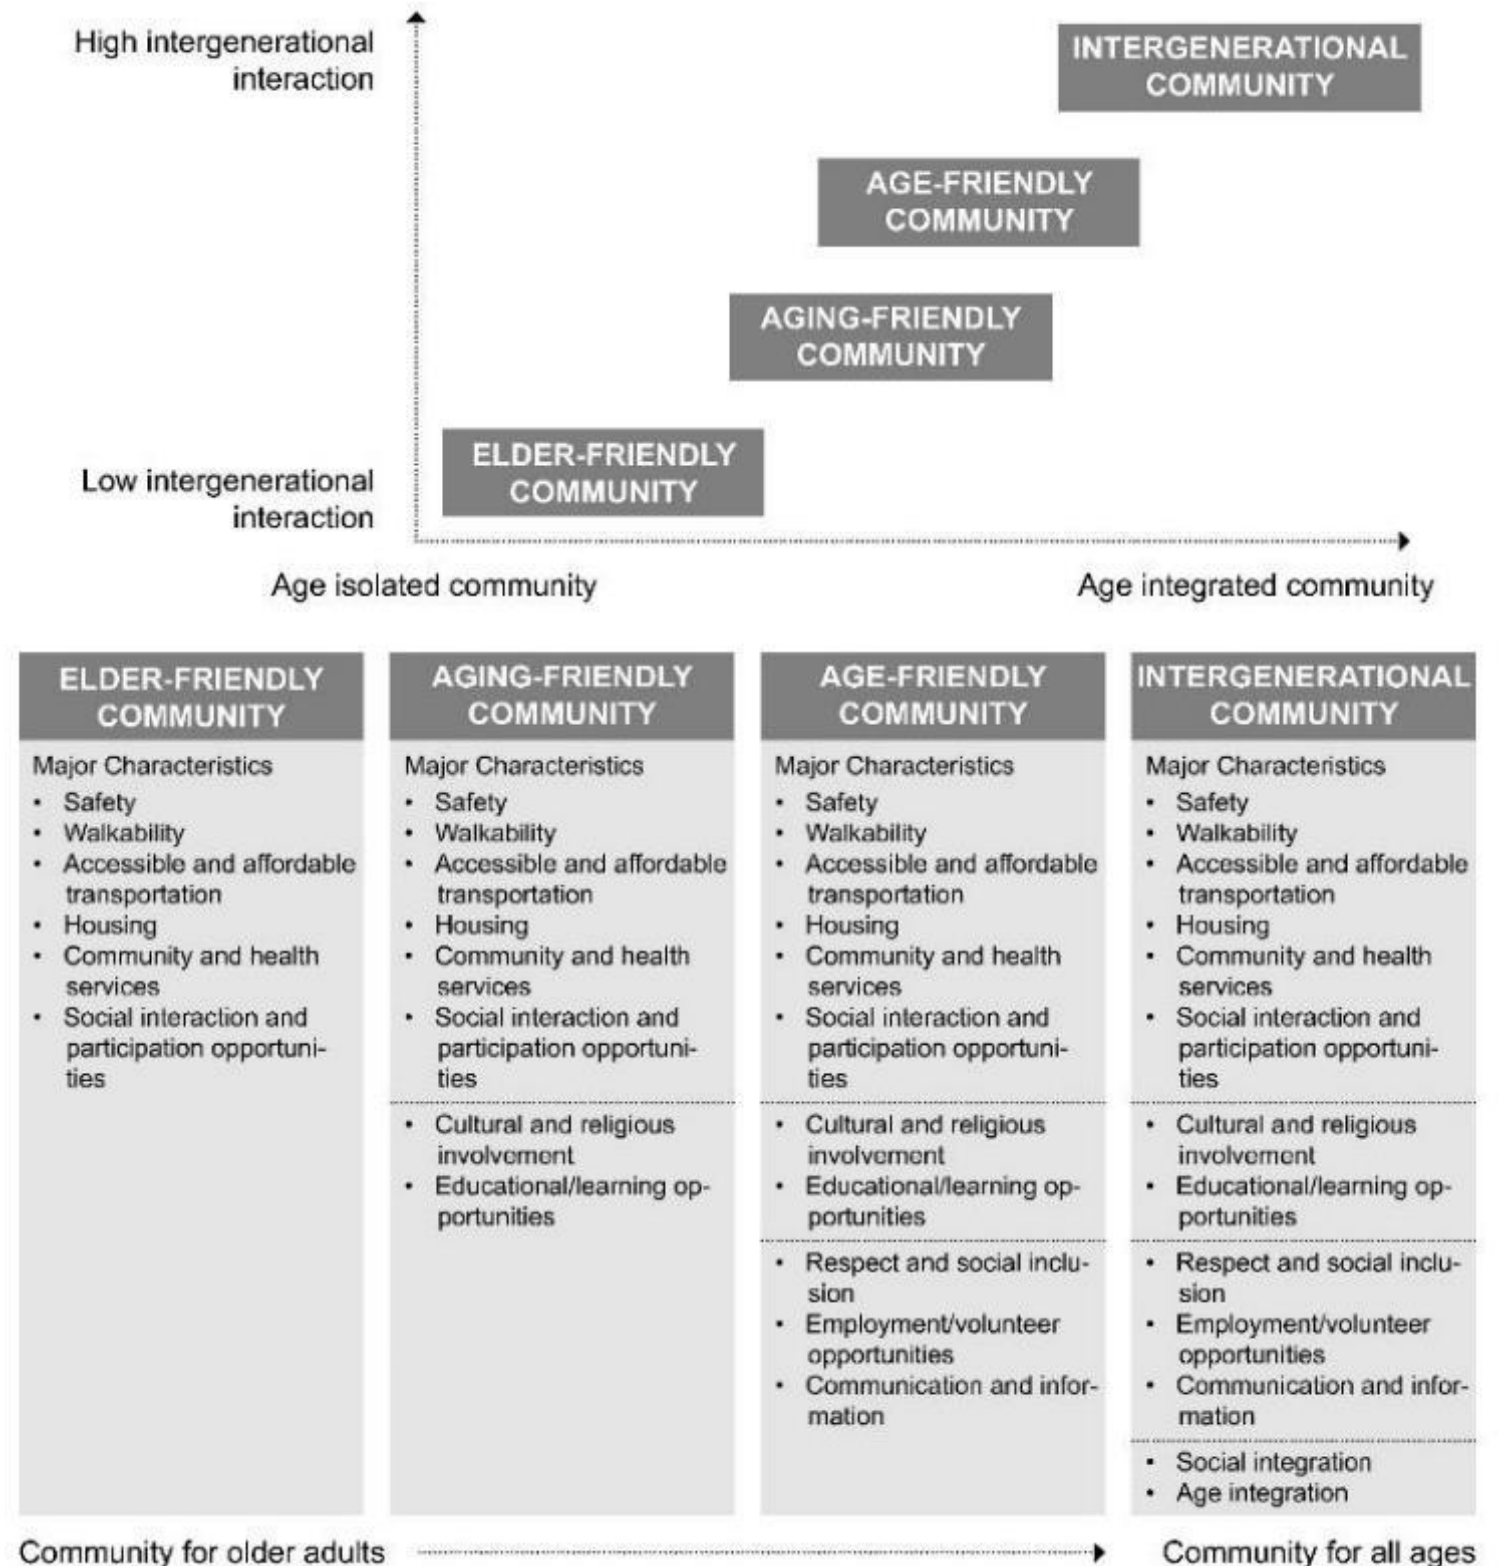 High intergenerational
interaction
INTERGENERATIONAL
COMMUNITY
AGE-FRIENDLY
COMMUNITY
AGING-FRIENDLY
COMMUNITY
ELDER-FRIENDLY
COMMUNITY
Low intergenerational
interaction
Age isolated community
Age integrated community
ELDER-FRIENDLY
COMMUNITY
Major Characteristics
• Safety
• Walkability
• Accessible and affordable
transportation
• Housing
• Community and health
services
• Social interaction and
participation opportuni-
ties
AGING-FRIENDLY
COMMUNITY
Major Characteristics
• Safety
• Walkability
• Accessible and affordable
transportation
• Housing
• Community and health
services
• Social interaction and
participation opportuni-
ties
• Cultural and religious
involvement
• Educational/learning op-
portunities
AGE-FRIENDLY
COMMUNITY
Major Characteristics
• Safety
• Walkability
• Accessible and affordable
transportation
• Housing
• Community and health
services
• Social interaction and
participation opportuni-
ties
• Cultural and religious
involvement
• Educational/learning op-
portunities
• Respect and social inclu-
sion
• Employment/volunteer
opportunities
• Communication and infor-
mation
INTERGENERATIONAL
COMMUNITY
Major Characteristics
• Safety
• Walkability
• Accessible and affordable
transportation
• Housing
• Community and health
services
• Social interaction and
participation opportuni-
ties
• Cultural and religious
involvement
• Educational/learning op-
portunities
• Respect and social inclu-
sion
• Employment/volunteer
opportunities
• Communication and infor-
mation
• Social integration
• Age integration
Community for older adults
Community for all ages